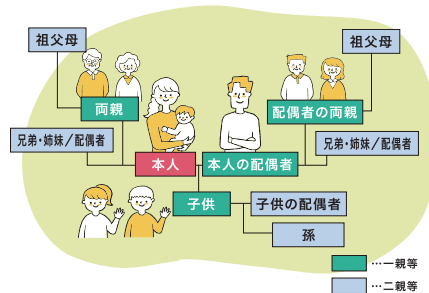 祖父母
祖父母
両親
配偶者の両親
兄弟・姉妹／配偶者
兄弟・姉妹／配偶者
本人
本人の配偶者
子供
子供の配偶者
孫
…一親等
…二親等